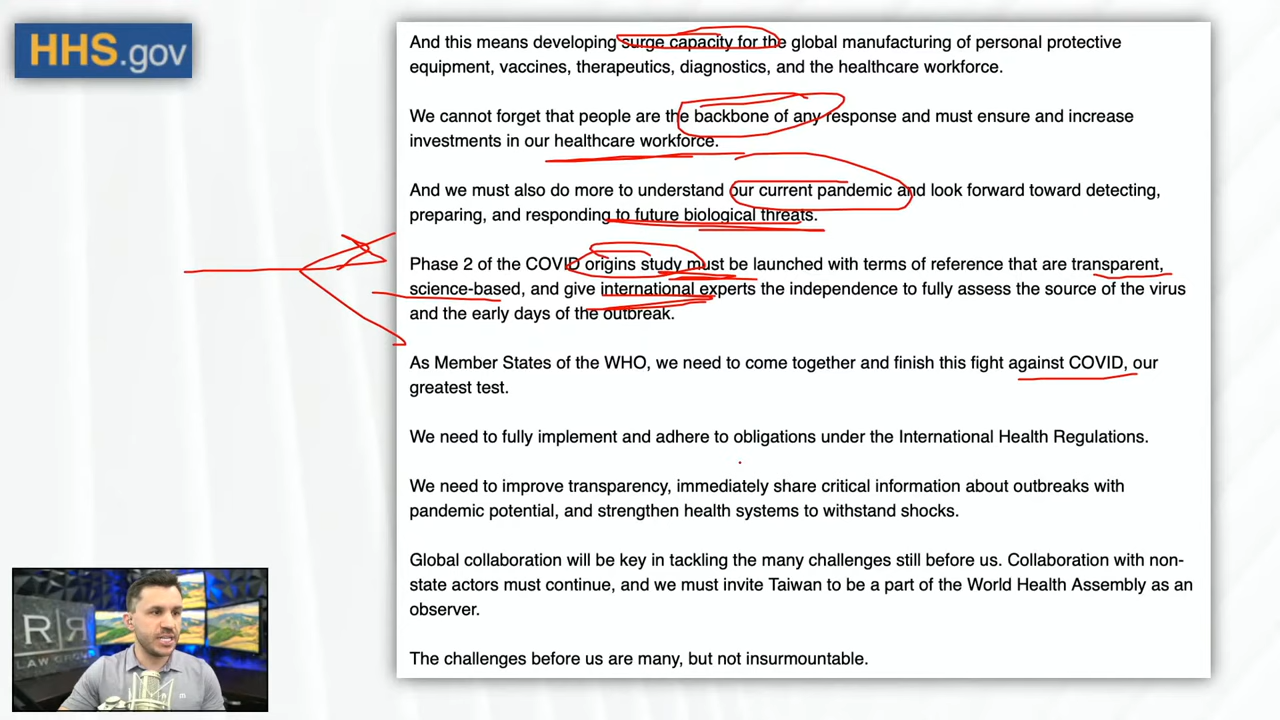 HHS.gov
And this means developing surge capacity for the global manufacturing of personal protective
equipment, vaccines, therapeutics, diagnostics, and the healthcare workforce.
We cannot forget that people are the backbone of any response and must ensure and increase
investments in our healthcare workforce.
And we must also do more to understand our current pandemic and look forward toward detecting,
preparing, and responding to future biological threats.
Phase 2 of the COVID origins study must be launched with terms of reference that are transparent,
science-based, and give international experts the independence to fully assess the source of the virus
and the early days of the outbreak.
As Member States of the WHO, we need to come together and finish this fight against COVID, our
greatest test.
We need to fully implement and adhere to obligations under the International Health Regulations.
We need to improve transparency, immediately share critical information about outbreaks with
pandemic potential, and strengthen health systems to withstand shocks.
Global collaboration will be key in tackling the many challenges still before us. Collaboration with non-
state actors must continue, and we must invite Taiwan to be a part of the World Health Assembly as an
observer.
The challenges before us are many, but not insurmountable.
R|R
LAW GROUP